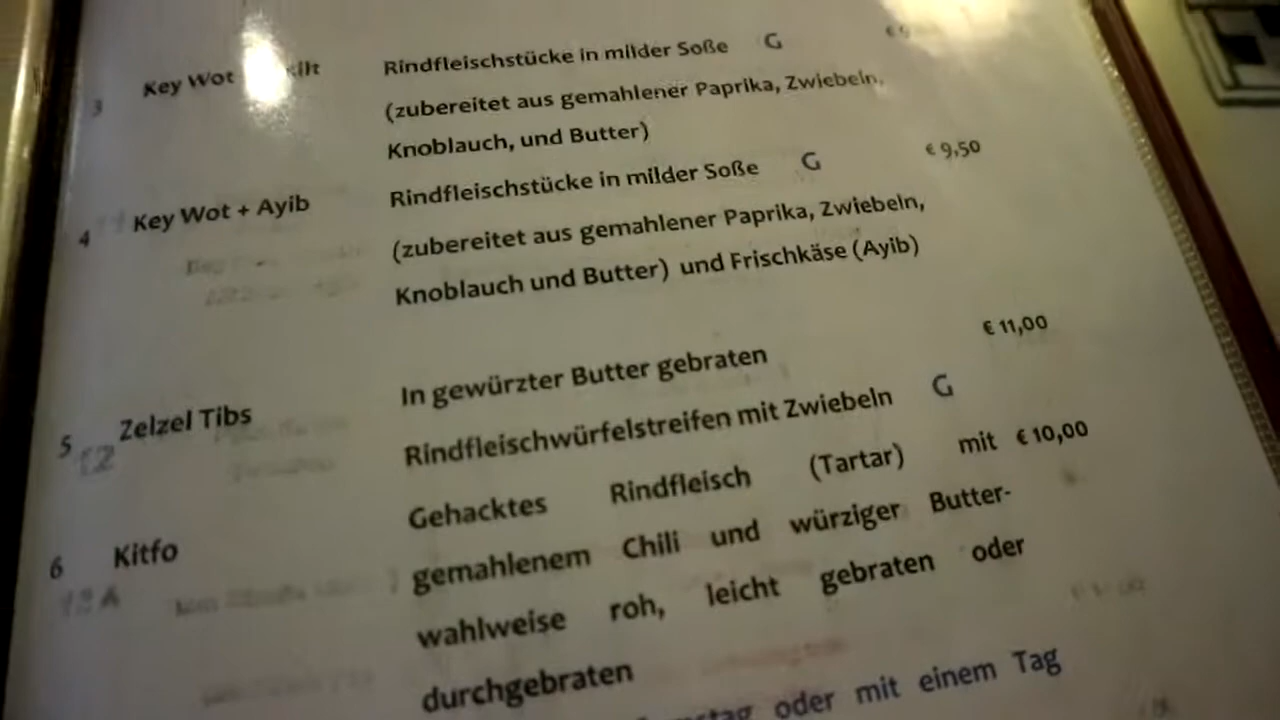 3 Key Wot Rindfleischstücke in milder Soße G
(zubereitet aus gemahlener Paprika, Zwiebeln,
Knoblauch, und Butter)
4 Key Wot + Ayib Rindfleischstücke in milder Soße G € 9,50
(zubereitet aus gemahlener Paprika, Zwiebeln,
Knoblauch und Butter) und Frischkäse (Ayib)
5 Zelzel Tibs In gewürzter Butter gebraten € 11,00
Rindfleischwürfelstreifen mit Zwiebeln G
6 Kitfo Gehacktes Rindfleisch (Tartar) mit € 10,00
gemahlenem Chili und würziger Butter-
wahlweise roh, leicht gebraten oder
durchgebraten
oder mit einem Tag